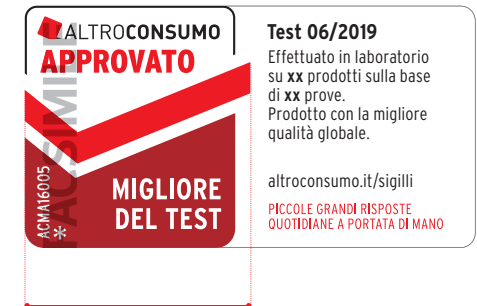 ALTROCONSUMO
APPROVATO
FACSIMILE
ACMA16005
*
MIGLIORE
DEL TEST
Test 06/2019
Effettuato in laboratorio
su xx prodotti sulla base
di xx prove.
Prodotto con la migliore
qualità globale.
altroconsumo.it/sigilli
PICCOLE GRANDI RISPOSTE
QUOTIDIANE A PORTATA DI MANO